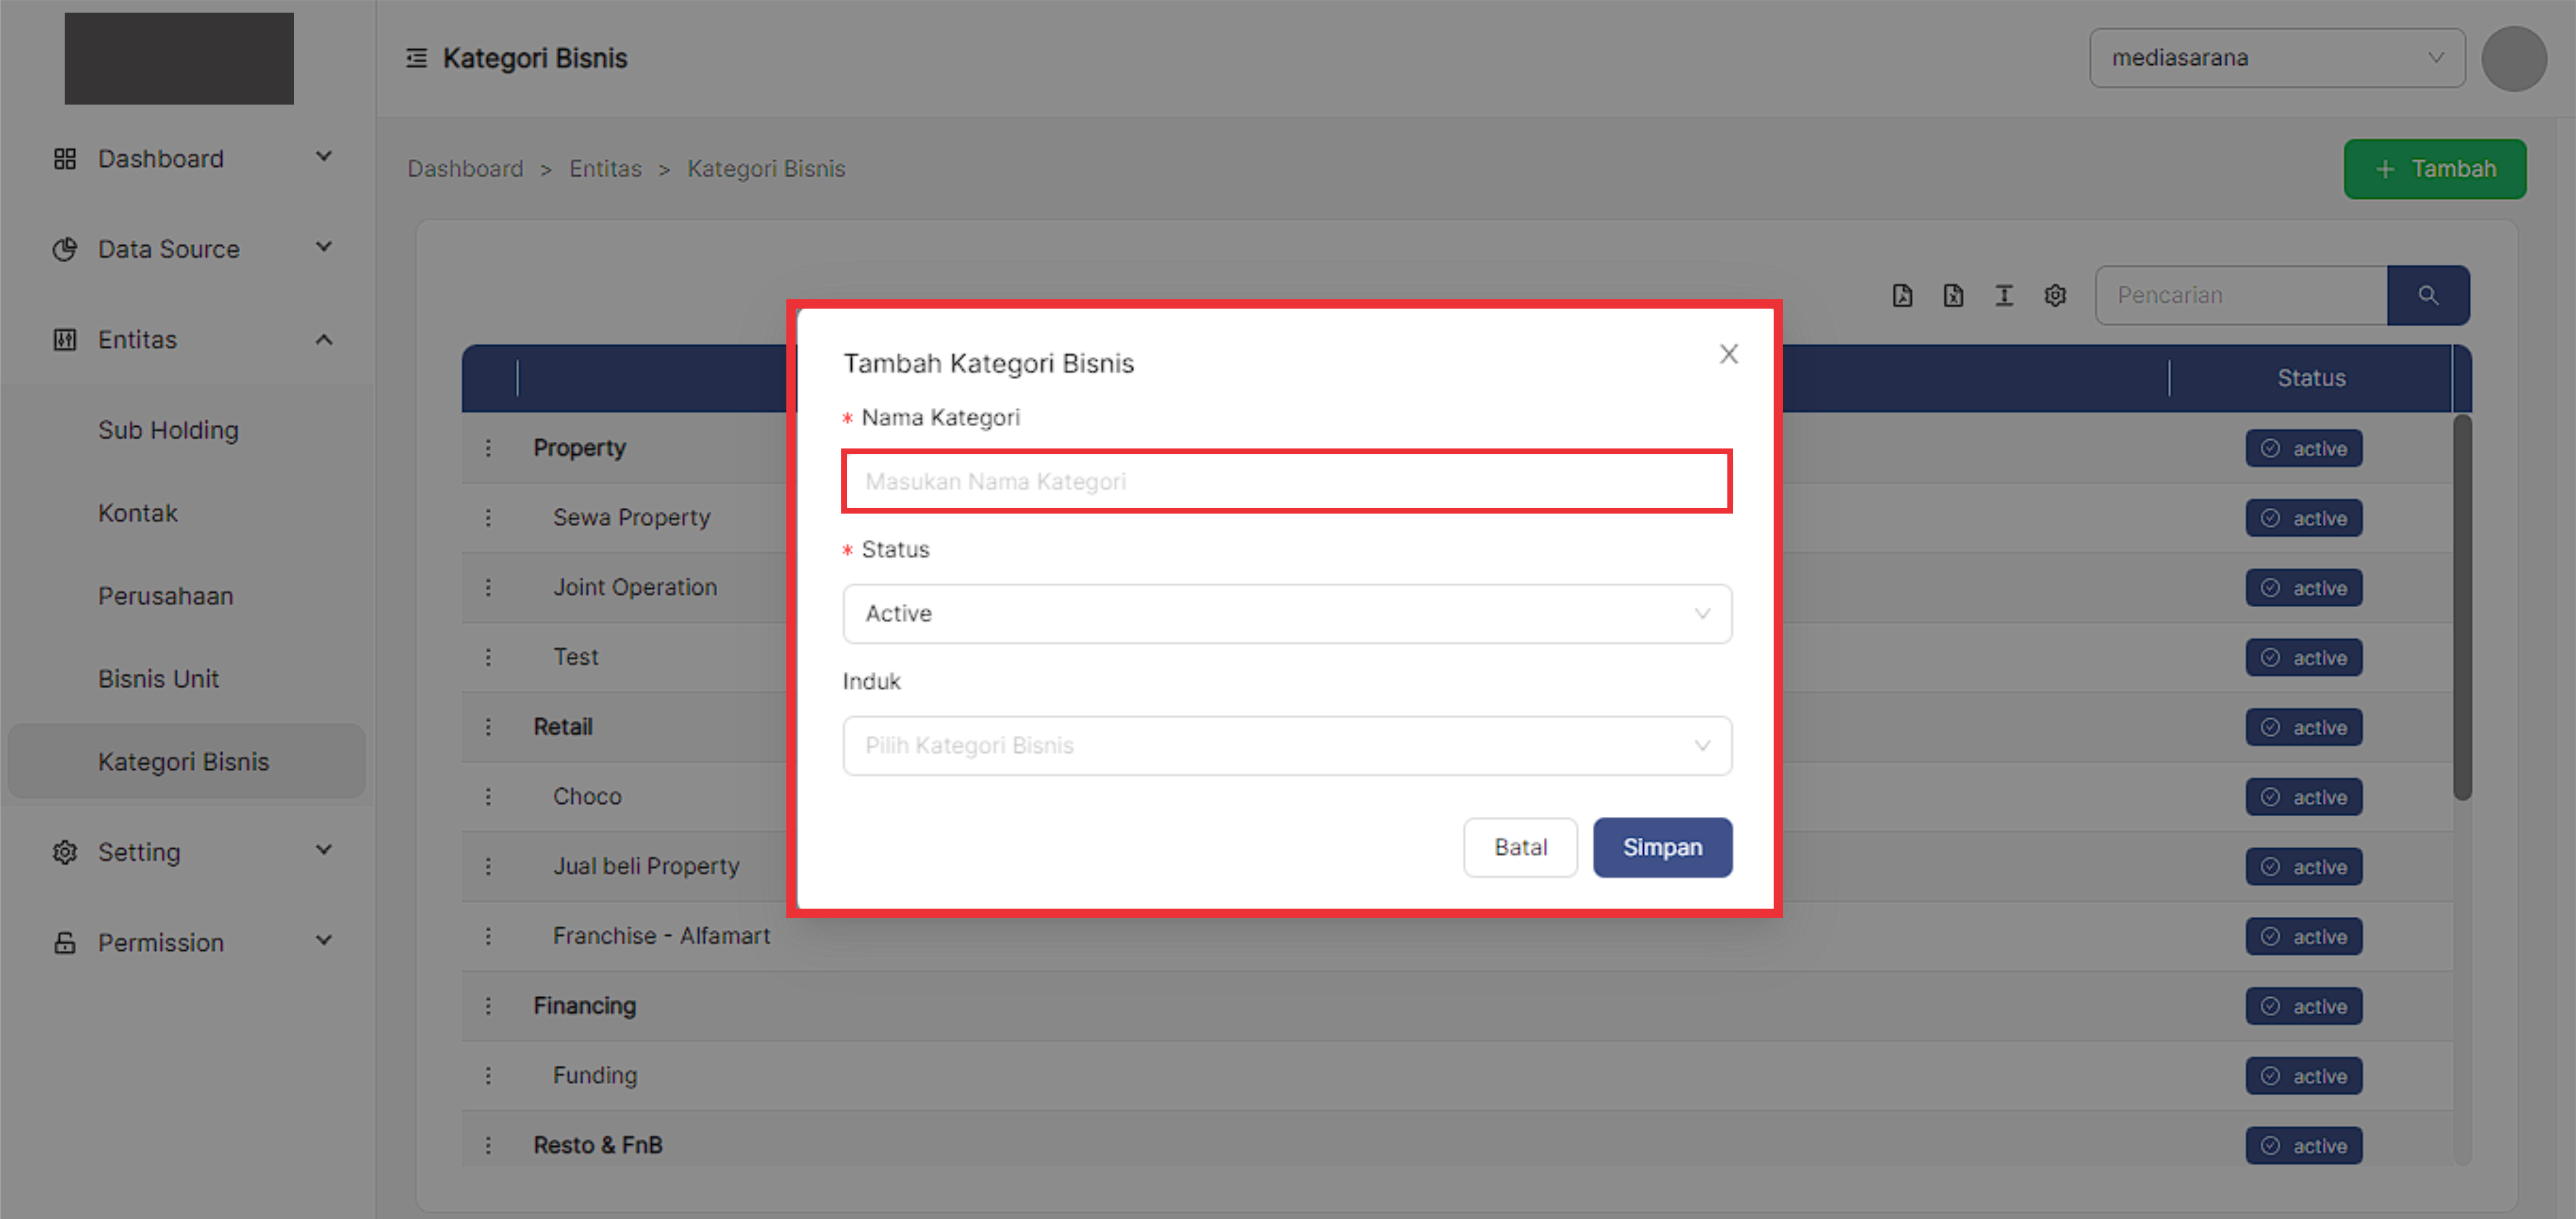 Kategori Bisnis
mediasarana
Dashboard
Data Source
Entitas
Sub Holding
Kontak
Perusahaan
Bisnis Unit
Kategori Bisnis
Setting
Permission
Dashboard > Entitas > Kategori Bisnis
+ Tambah
Pencarian
Status
Property active
Sewa Property active
Joint Operation active
Test active
Retail active
Choco active
Jual beli Property active
Franchise - Alfamart active
Financing active
Funding active
Resto & FnB active
Tambah Kategori Bisnis
* Nama Kategori
Masukan Nama Kategori
* Status
Active
Induk
Pilih Kategori Bisnis
Batal Simpan